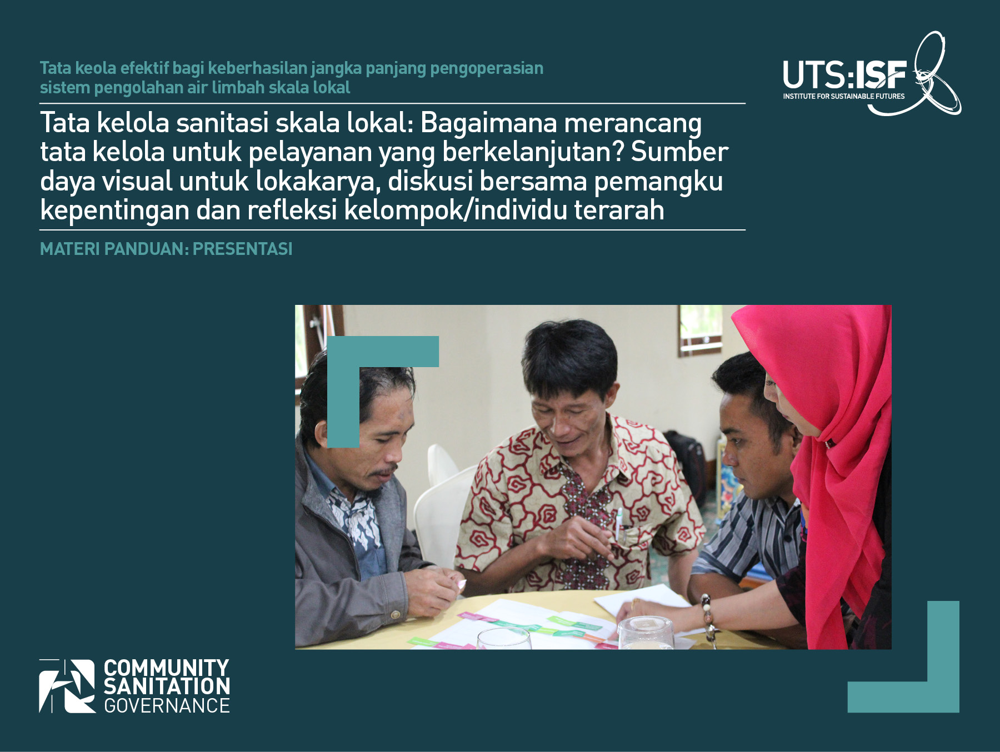 Tata keola efektif bagi keberhasilan jangka panjang pengoperasian
sistem pengolahan air limbah skala lokal
UTS:ISF
INSTITUTE FOR SUSTAINABLE FUTURES
Tata kelola sanitasi skala lokal: Bagaimana merancang
tata kelola untuk pelayanan yang berkelanjutan? Sumber
daya visual untuk lokakarya, diskusi bersama pemangku
kepentingan dan refleksi kelompok/individu terarah
MATERI PANDUAN: PRESENTASI
COMMUNITY
SANITATION
GOVERNANCE